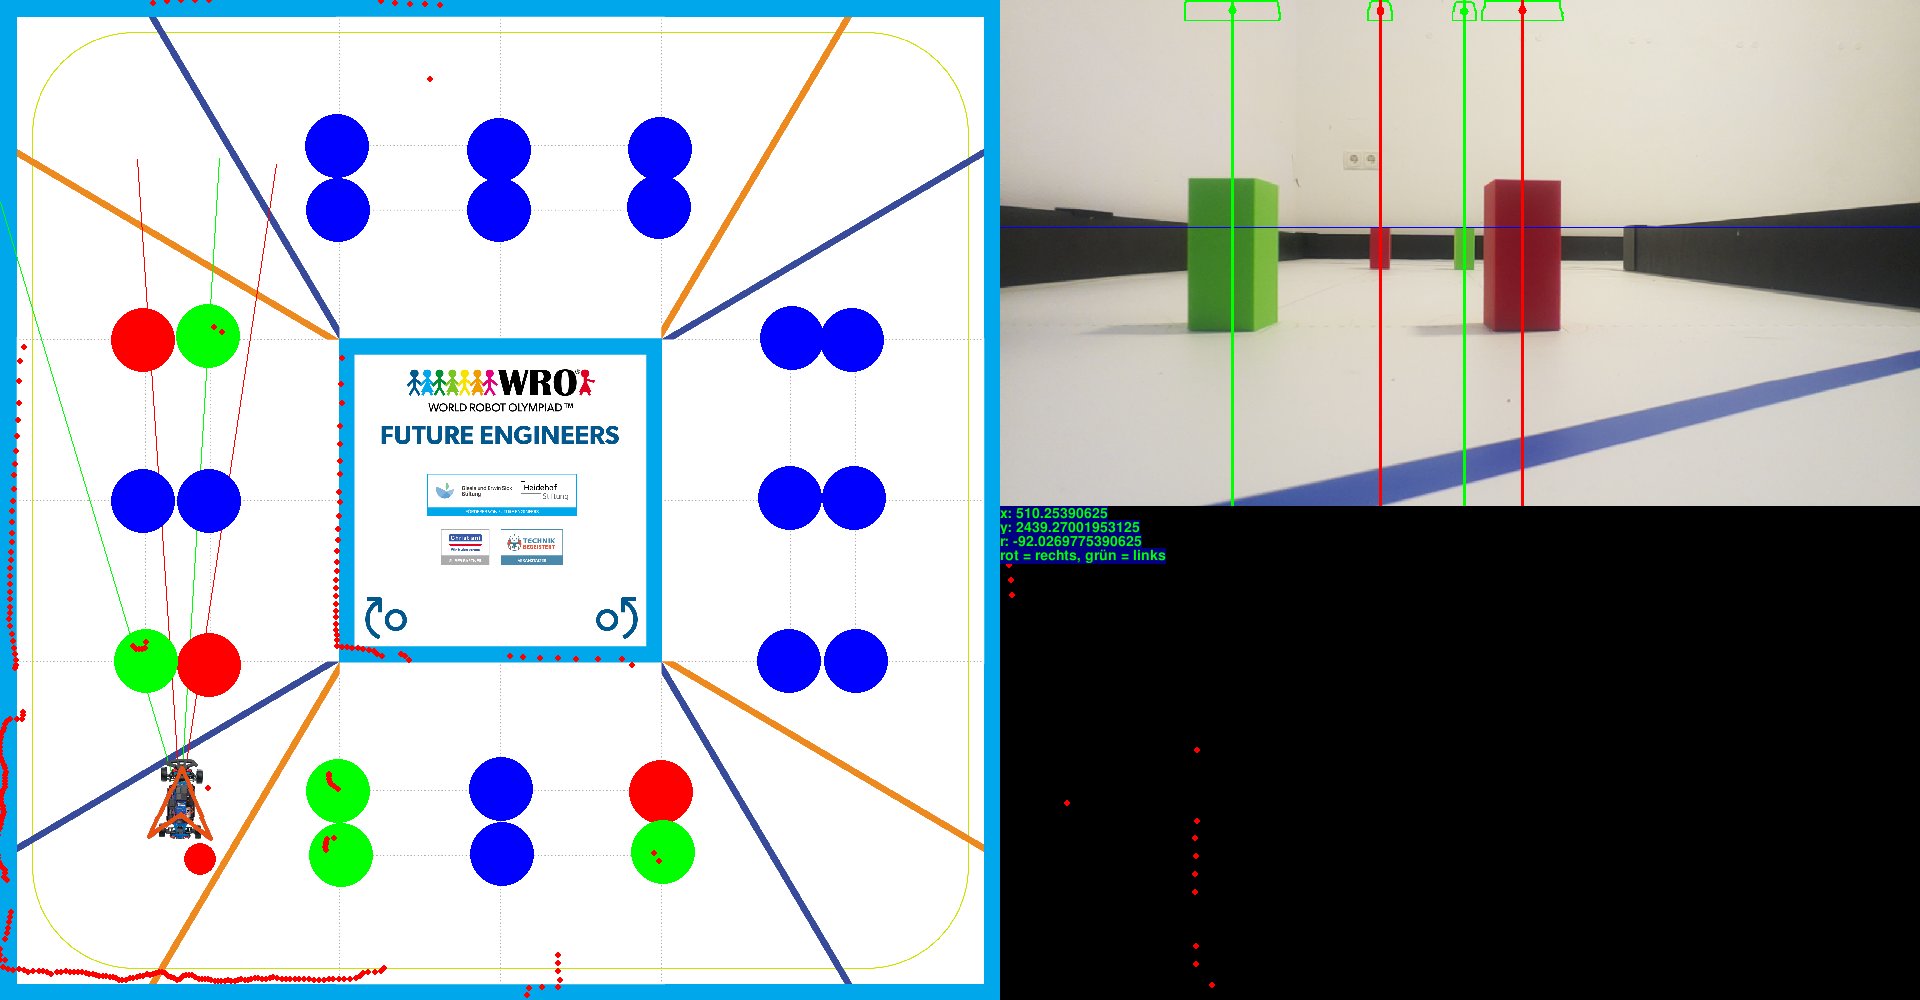 WRO
WORLD ROBOT OLYMPIAD™
FUTURE ENGINEERS
Heidehof
Stiftung
Christiani
TECHNIK
BEGEISTERT
x: 510.25390625
y: 2439.27001953125
r: -92.0269775390625
rot = rechts, grün = links